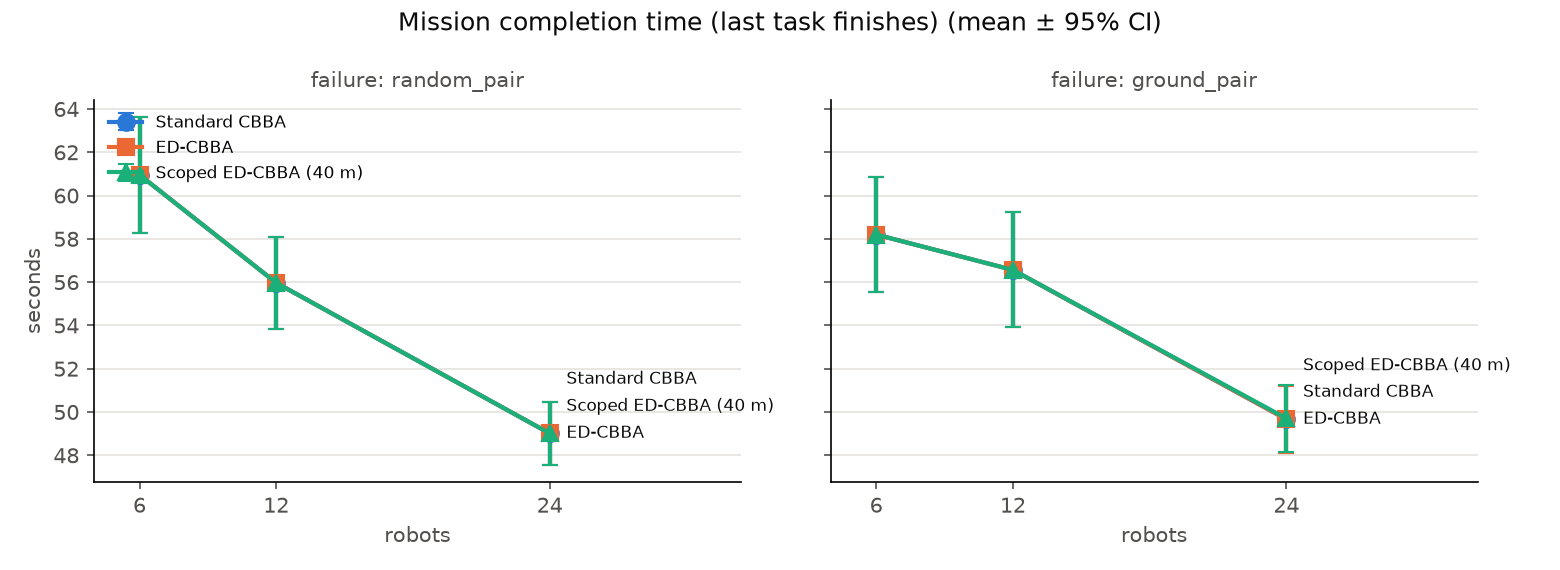 Mission completion time (last task finishes) (mean ± 95% CI)
failure: random_pair
failure: ground_pair
64
62
60
58
56
54
52
50
48
seconds
Standard CBBA
ED-CBBA
Scoped ED-CBBA (40 m)
Standard CBBA
Scoped ED-CBBA (40 m)
ED-CBBA
Scoped ED-CBBA (40 m)
Standard CBBA
ED-CBBA
6
12
24
6
12
24
robots
robots